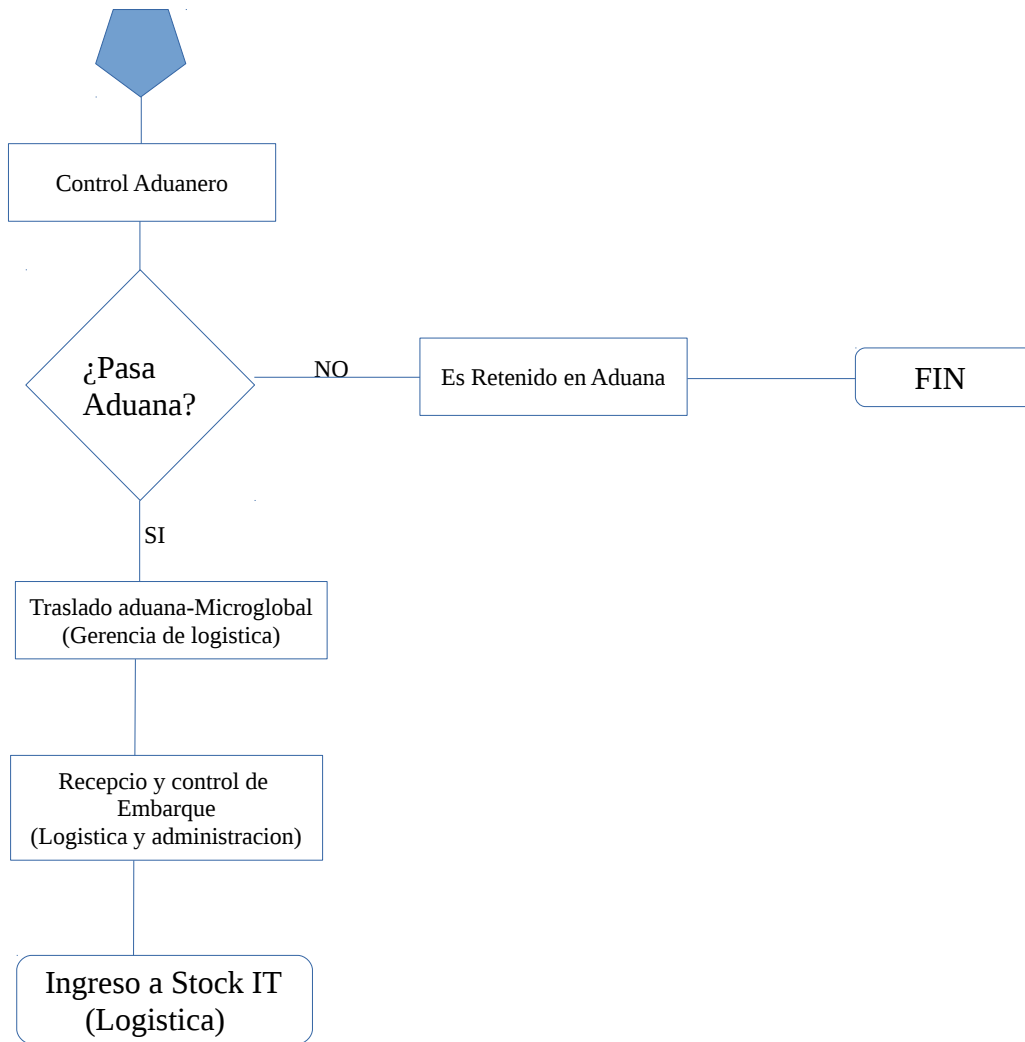 Control Aduanero
¿Pasa
Aduana?
NO
Es Retenido en Aduana
FIN
SI
Traslado aduana-Microglobal
(Gerencia de logistica)
Recepcio y control de
Embarque
(Logistica y administracion)
Ingreso a Stock IT
(Logistica)